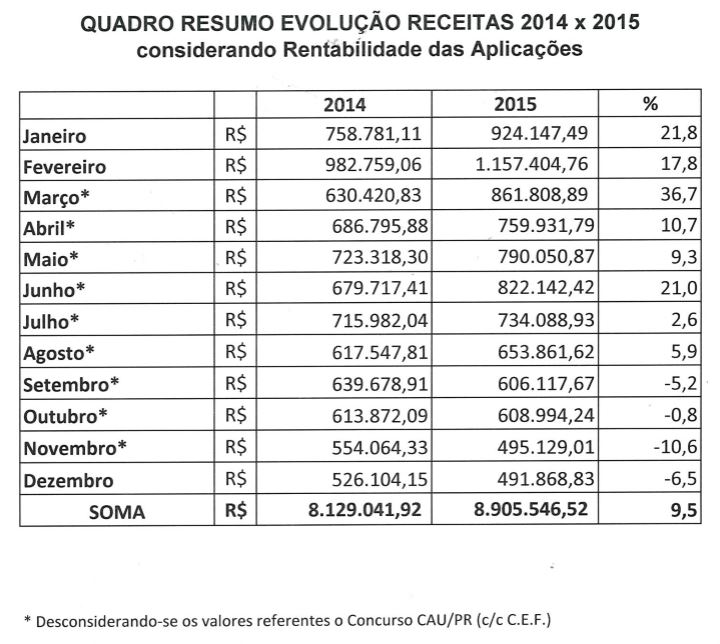 QUADRO RESUMO EVOLUÇÃO RECEITAS 2014 x 2015
considerando Rentabilidade das Aplicações
2014 2015 %
Janeiro R$ 758.781,11 924.147,49 21,8
Fevereiro R$ 982.759,06 1.157.404,76 17,8
Março* R$ 630.420,83 861.808,89 36,7
Abril* R$ 686.795,88 759.931,79 10,7
Maio* R$ 723.318,30 790.050,87 9,3
Junho* R$ 679.717,41 822.142,42 21,0
Julho* R$ 715.982,04 734.088,93 2,6
Agosto* R$ 617.547,81 653.861,62 5,9
Setembro* R$ 639.678,91 606.117,67 -5,2
Outubro* R$ 613.872,09 608.994,24 -0,8
Novembro* R$ 554.064,33 495.129,01 -10,6
Dezembro R$ 526.104,15 491.868,83 -6,5
SOMA R$ 8.129.041,92 8.905.546,52 9,5
* Desconsiderando-se os valores referentes o Concurso CAU/PR (c/c C.E.F.)